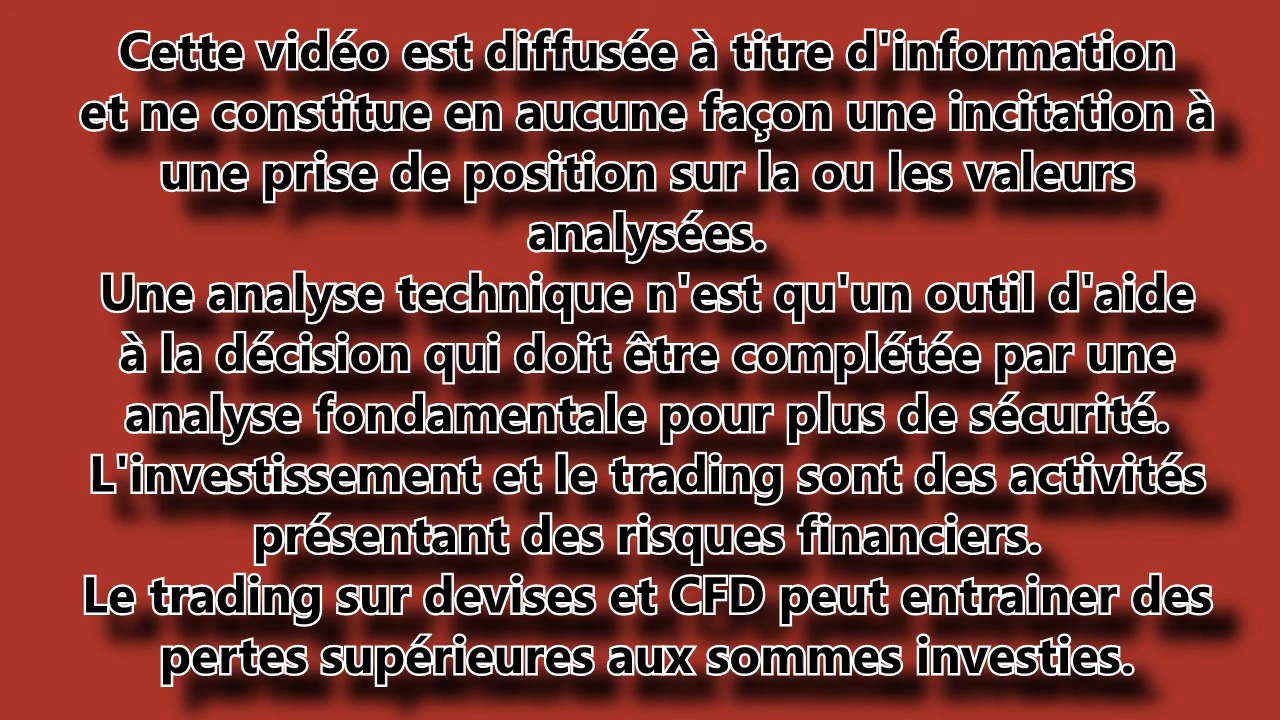 Cette vidéo est diffusée à titre d'information
et ne constitue en aucune façon une incitation à
une prise de position sur la ou les valeurs
analysées.
Une analyse technique n'est qu'un outil d'aide
à la décision qui doit être complétée par une
analyse fondamentale pour plus de sécurité.
L'investissement et le trading sont des activités
présentant des risques financiers.
Le trading sur devises et CFD peut entrainer des
pertes supérieures aux sommes investies.